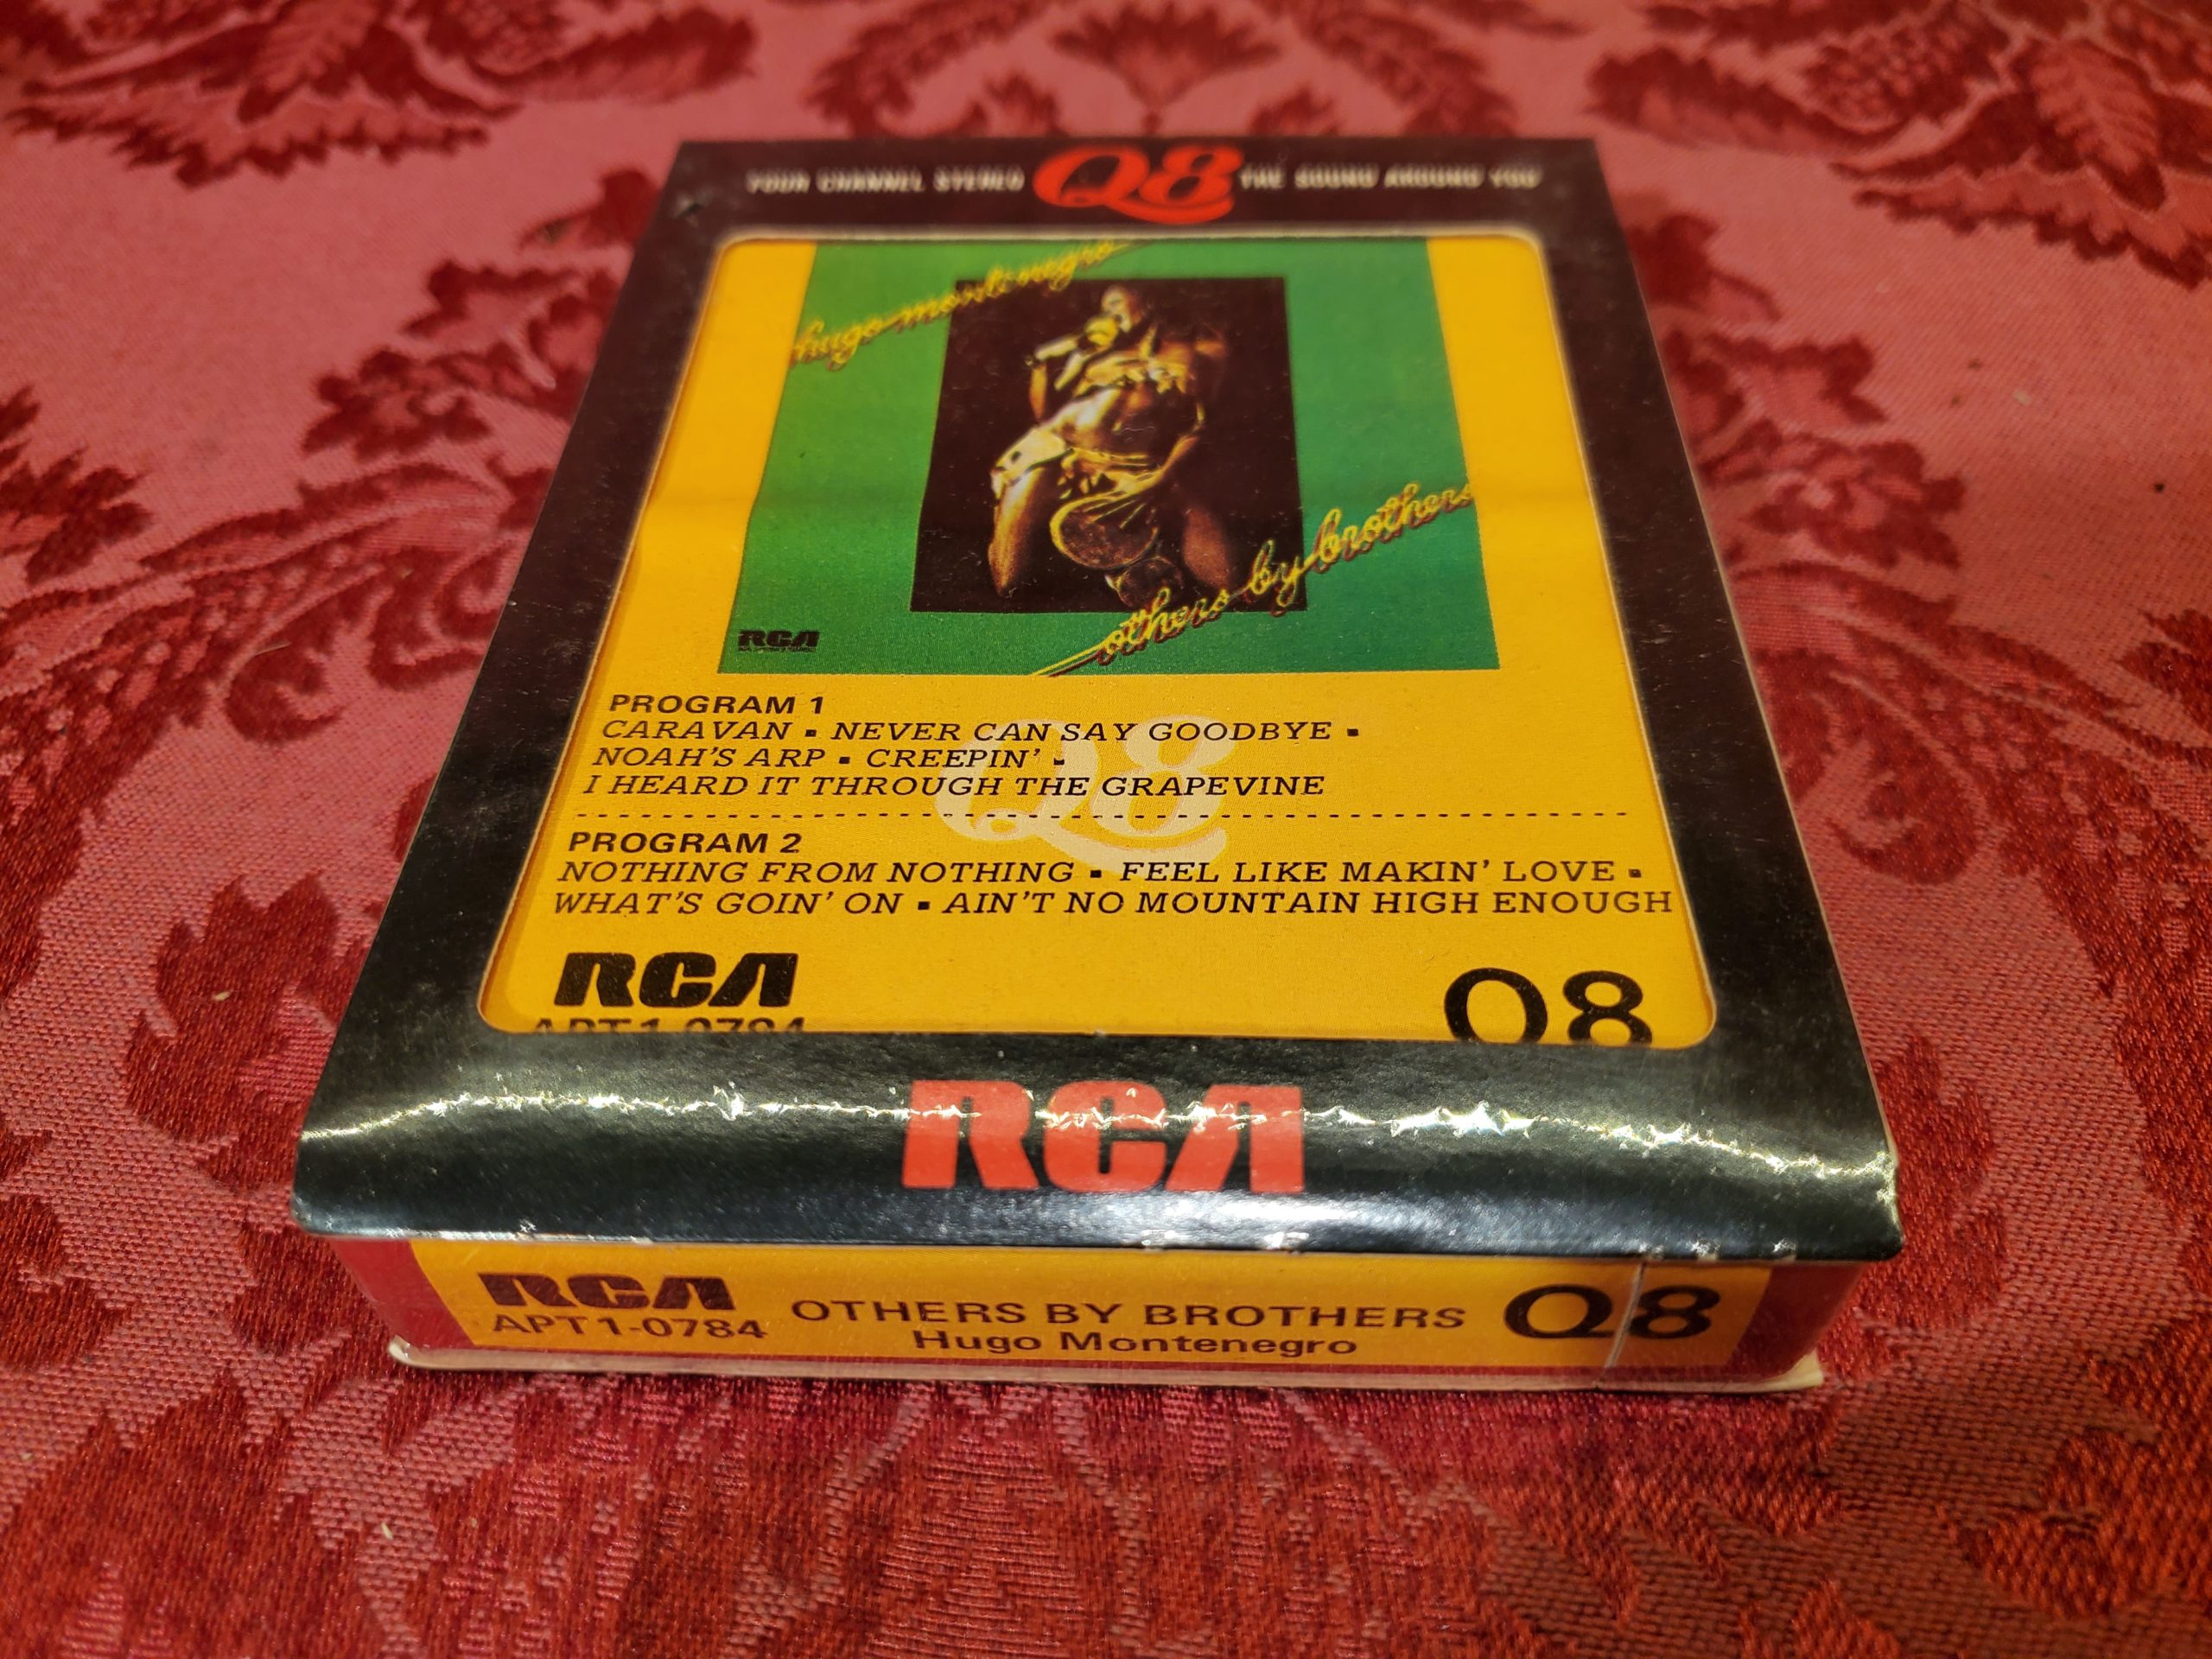 FOUR CHANNEL STEREO Q8 THE SOUND AROUND YOU
hugo montenegro
others by brothers
RCA
PROGRAM 1
CARAVAN ▪ NEVER CAN SAY GOODBYE ▪
NOAH'S ARP ▪ CREEPIN' ▪
I HEARD IT THROUGH THE GRAPEVINE
Q8
PROGRAM 2
NOTHING FROM NOTHING ▪ FEEL LIKE MAKIN' LOVE ▪
WHAT'S GOIN' ON ▪ AIN'T NO MOUNTAIN HIGH ENOUGH
RCA
APT1-0784 Q8
RCA
RCA OTHERS BY BROTHERS Q8
APT1-0784 Hugo Montenegro